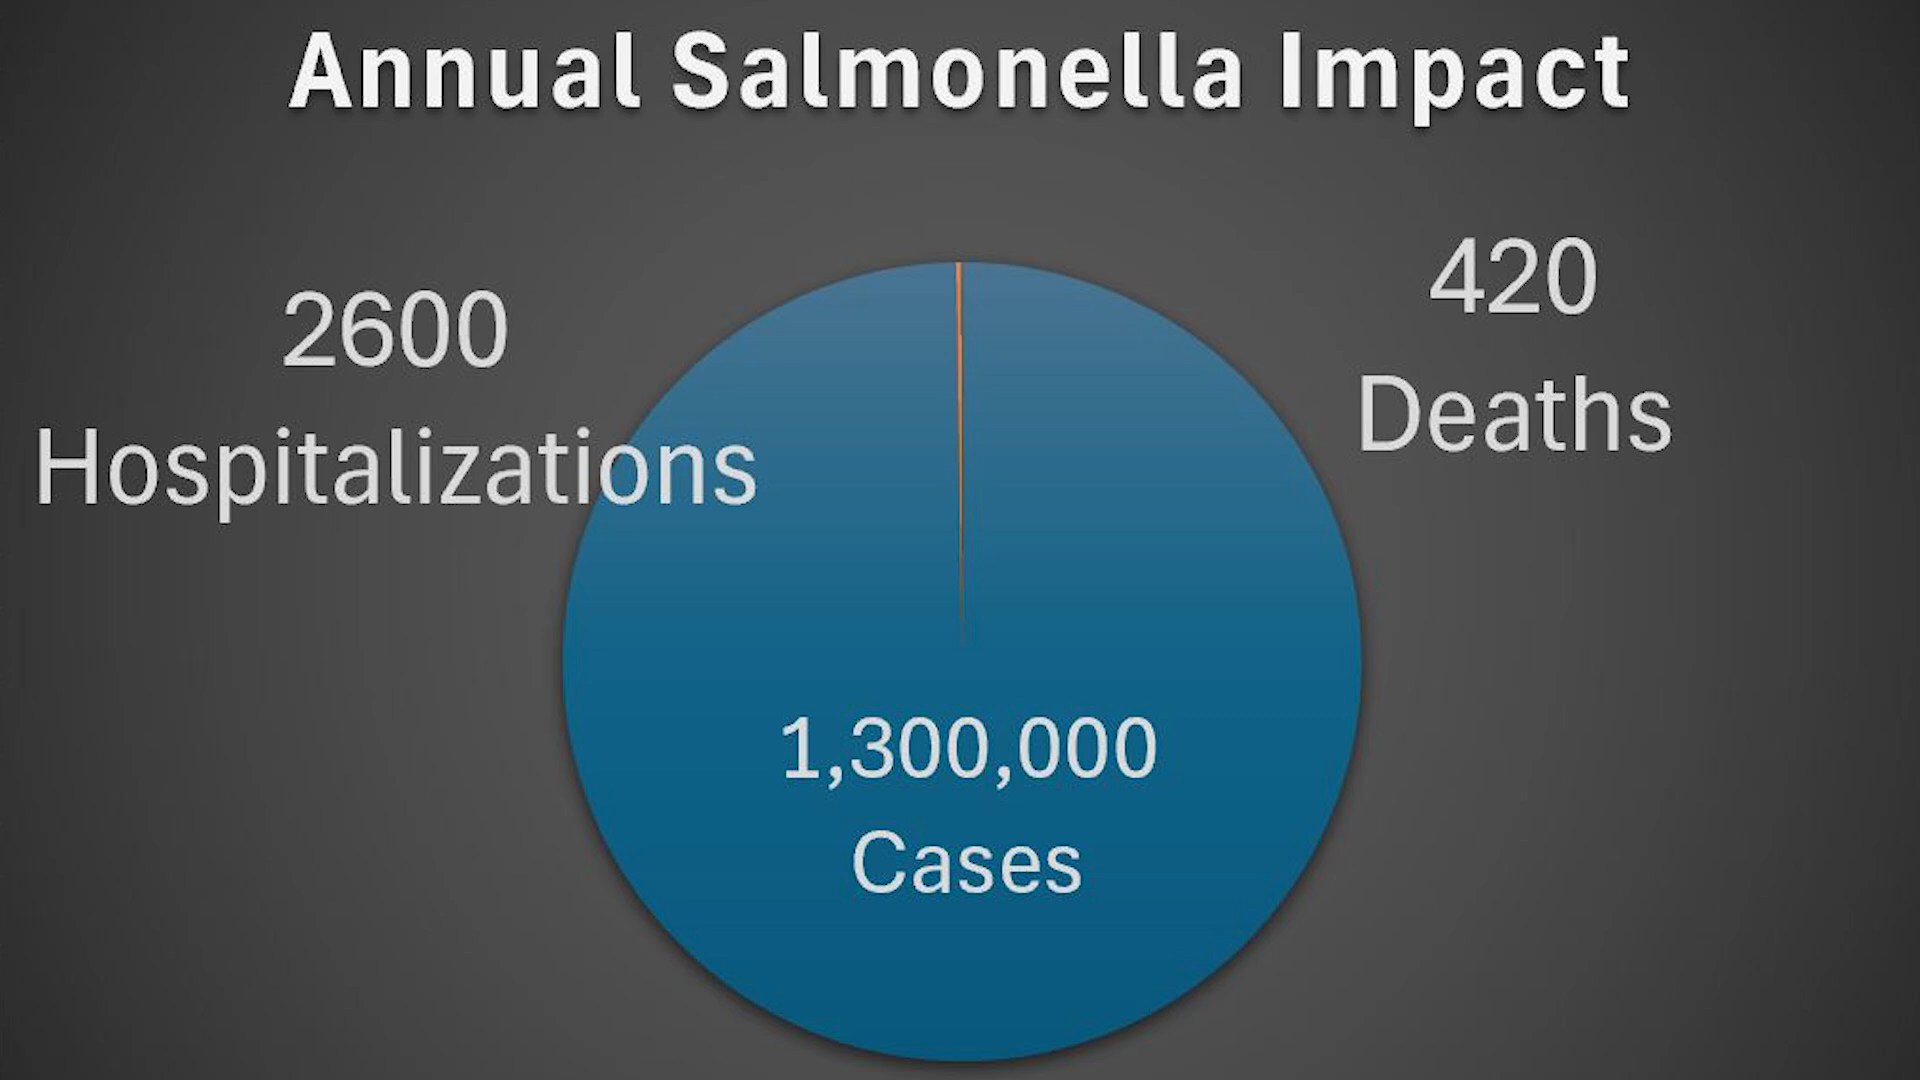 Annual Salmonella Impact
2600
Hospitalizations
420
Deaths
1,300,000
Cases